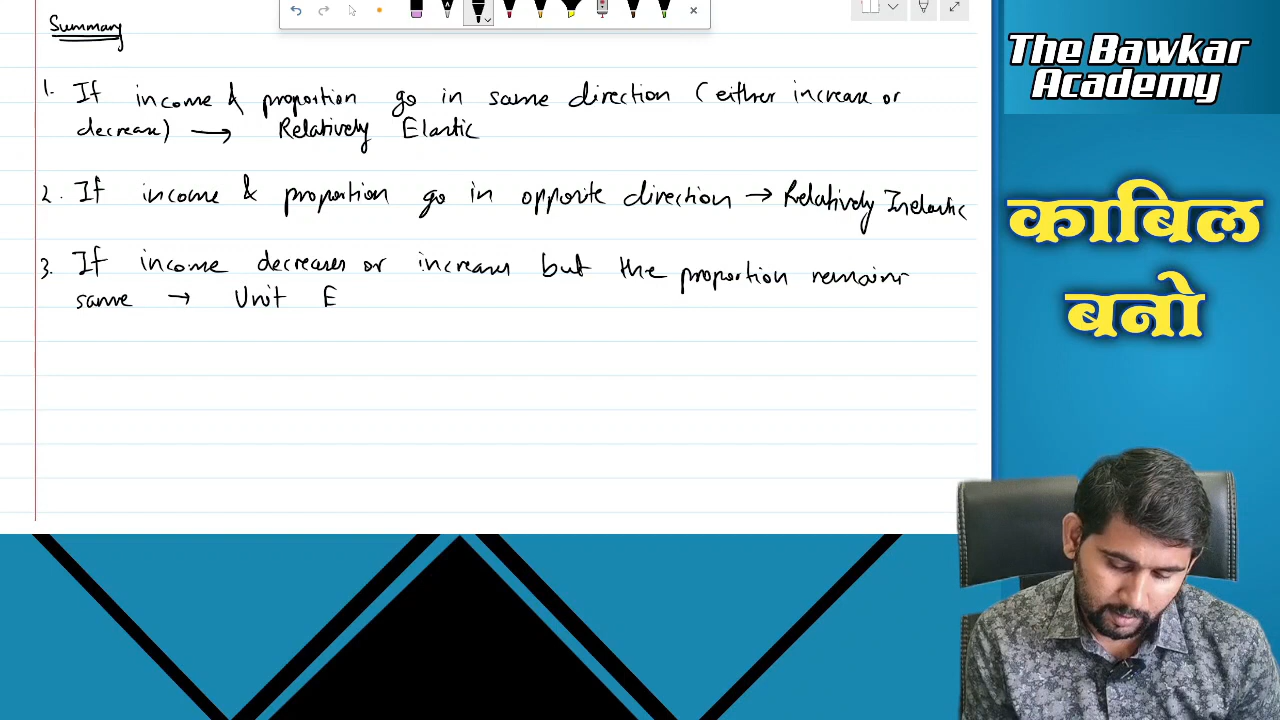 Summary
1. If income & proportion go in same direction (either increase or
decrease) → Relatively Elastic
2. If income & proportion go in opposite direction → Relatively Inelastic
3. If income decreases or increases but the proportion remains
same → Unit E
The Bawkar
Academy
काबिल
बनो